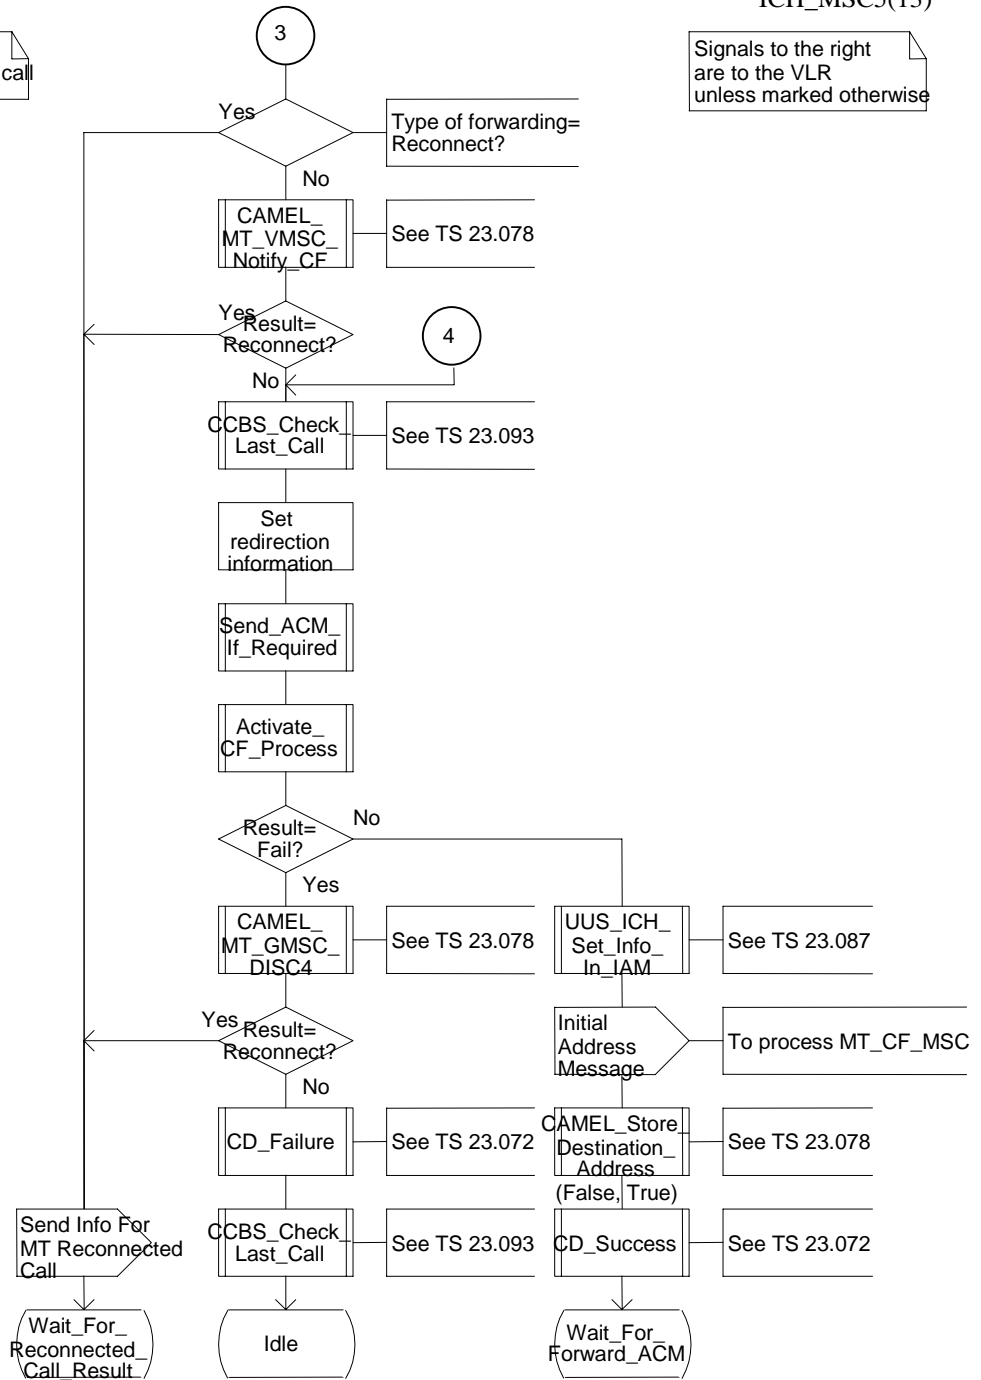 ICH_MSC5(13)
3
call
Signals to the right
are to the VLR
unless marked otherwise
Yes
Type of forwarding=
Reconnect?
No
CAMEL_
MT_VMSC_
Notify_CF
See TS 23.078
Yes
Result=
Reconnect?
4
No
CCBS_Check_
Last_Call
See TS 23.093
Set
redirection
information
Send_ACM_
If_Required
Activate_
CF_Process
Result=
Fail?
No
Yes
CAMEL_
MT_GMSC_
DISC4
See TS 23.078
UUS_ICH_
Set_Info_
In_IAM
See TS 23.087
Yes
Result=
Reconnect?
Initial
Address
Message
To process MT_CF_MSC
No
CD_Failure
See TS 23.072
CAMEL_Store_
Destination_
Address
(False, True)
See TS 23.078
Send Info For
MT Reconnected
Call
CCBS_Check_
Last_Call
See TS 23.093
CD_Success
See TS 23.072
Wait_For_
Reconnected_
Call_Result
Idle
Wait_For_
Forward_ACM